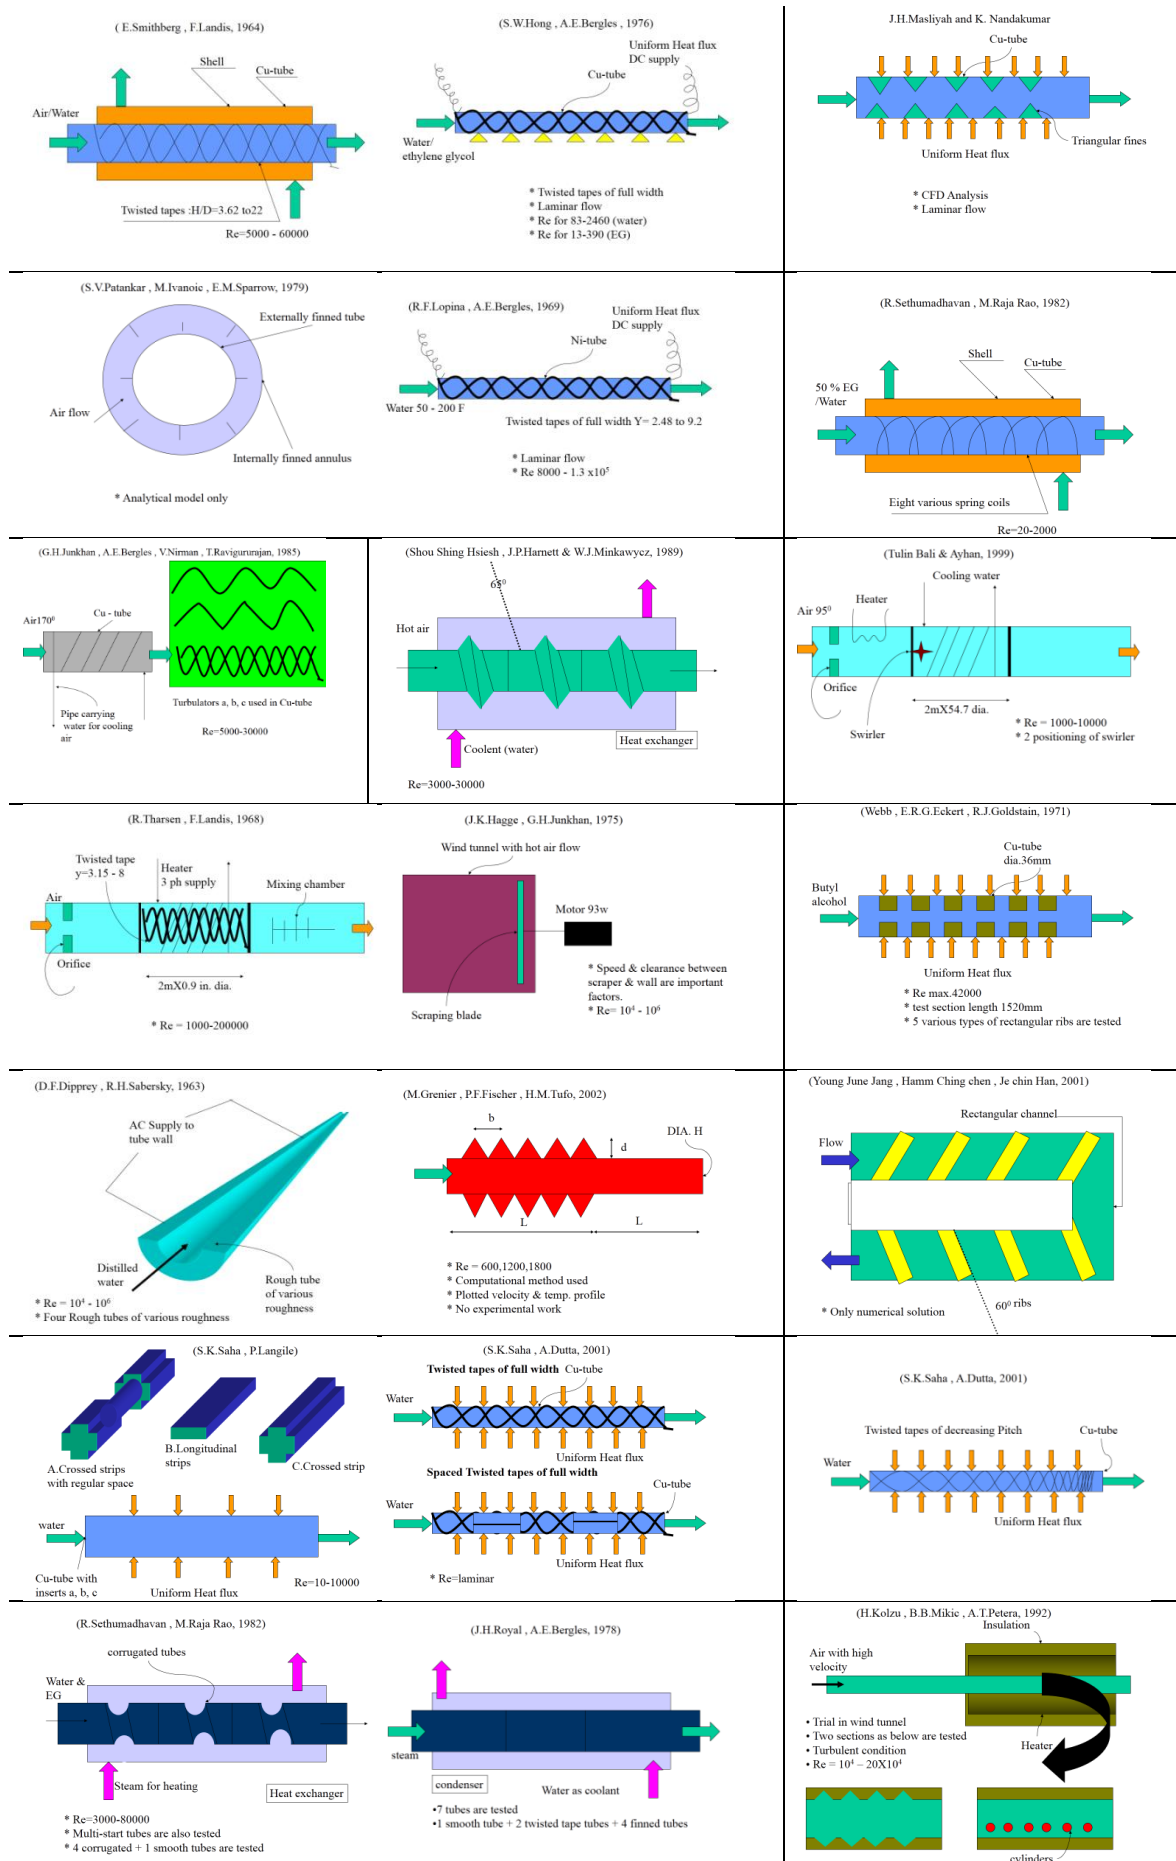 ( E.Smithberg , F.Landis, 1964)
Shell
Cu-tube
Air/Water
Twisted tapes :H/D=3.62 to22
Re=5000 - 60000
(S.W.Hong , A.E.Bergles, 1976)
Uniform Heat flux
DC supply
Cu-tube
Water/
ethylene glycol
* Twisted tapes of full width
* Laminar flow
* Re for 83-2460 (water)
* Re for 13-390 (EG)
J.H.Masliyah and K. Nandakumar
Cu-tube
Triangular fines
Uniform Heat flux
* CFD Analysis
* Laminar flow
(S.V.Patankar , M.Ivanoic , E.M.Sparrow, 1979)
Externally finned tube
Air flow
Internally finned annulus
* Analytical model only
(R.F.Lopina , A.E.Bergles, 1969)
Uniform Heat flux
DC supply
Ni-tube
Water 50 - 200 F
Twisted tapes of full width Y= 2.48 to 9.2
* Laminar flow
* Re 8000 - 1.3 x10⁵
(R.Sethumadhavan , M.Raja Rao, 1982)
Shell
Cu-tube
50 % EG
/Water
Eight various spring coils
Re=20-2000
(G.H.Junkhan , A.E.Bergles , V.Nirman , T.Ravigururajan, 1985)
Cu - tube
Air170⁰
Pipe carrying
water for cooling
air
Turbulators a, b, c used in Cu-tube
Re=5000-30000
(Shou Shing Hsiesh , J.P.Harnett & W.J.Minkawycz, 1989)
65⁰
Hot air
Coolent (water)
Heat exchanger
Re=3000-30000
(Tulin Bali & Ayhan, 1999)
Cooling water
Heater
Air 95⁰
Orifice
2mX54.7 dia.
Swirler
* Re = 1000-10000
* 2 positioning of swirler
(R.Tharsen , F.Landis, 1968)
Twisted tape
y=3.15 - 8
Heater
3 ph supply
Mixing chamber
Air
Orifice
2mX0.9 in. dia.
* Re = 1000-200000
(J.K.Hagge , G.H.Junkhan, 1975)
Wind tunnel with hot air flow
Motor 93w
Scraping blade
* Speed & clearance between
scraper & wall are important
factors.
* Re= 10⁴ - 10⁶
(Webb , E.R.G.Eckert , R.J.Goldstain, 1971)
Cu-tube
dia.36mm
Butyl
alcohol
Uniform Heat flux
* Re max.42000
* test section length 1520mm
* 5 various types of rectangular ribs are tested
(D.F.Dipprey , R.H.Sabersky, 1963)
AC Supply to
tube wall
Distilled
water
Rough tube
of various
roughness
* Re = 10⁴ - 10⁶
* Four Rough tubes of various roughness
(M.Grenier , P.F.Fischer , H.M.Tufo, 2002)
b
d
DIA. H
L
L
* Re = 600,1200,1800
* Computational method used
* Plotted velocity & temp. profile
* No experimental work
(Young June Jang , Hamm Ching chen , Je chin Han, 2001)
Rectangular channel
Flow
60⁰ ribs
* Only numerical solution
(S.K.Saha , P.Langile)
A.Crossed strips
with regular space
B.Longitudinal
strips
C.Crossed strip
water
Cu-tube with
inserts a, b, c
Uniform Heat flux
Re=10-10000
(S.K.Saha , A.Dutta, 2001)
Twisted tapes of full width
Cu-tube
Water
Uniform Heat flux
Spaced Twisted tapes of full width
Water
Cu-tube
Uniform Heat flux
* Re=laminar
(S.K.Saha , A.Dutta, 2001)
Twisted tapes of decreasing Pitch
Cu-tube
Water
Uniform Heat flux
(R.Sethumadhavan , M.Raja Rao, 1982)
corrugated tubes
Water &
EG
Steam for heating
Heat exchanger
* Re=3000-80000
* Multi-start tubes are also tested
* 4 corrugated + 1 smooth tubes are tested
(J.H.Royal , A.E.Bergles, 1978)
steam
condenser
Water as coolant
•7 tubes are tested
•1 smooth tube + 2 twisted tape tubes + 4 finned tubes
(H.Kolzu , B.B.Mikic , A.T.Petera, 1992)
Insulation
Air with high
velocity
Heater
• Trial in wind tunnel
• Two sections as below are tested
• Turbulent condition
• Re = 10⁴ – 20X10⁴
cylinders